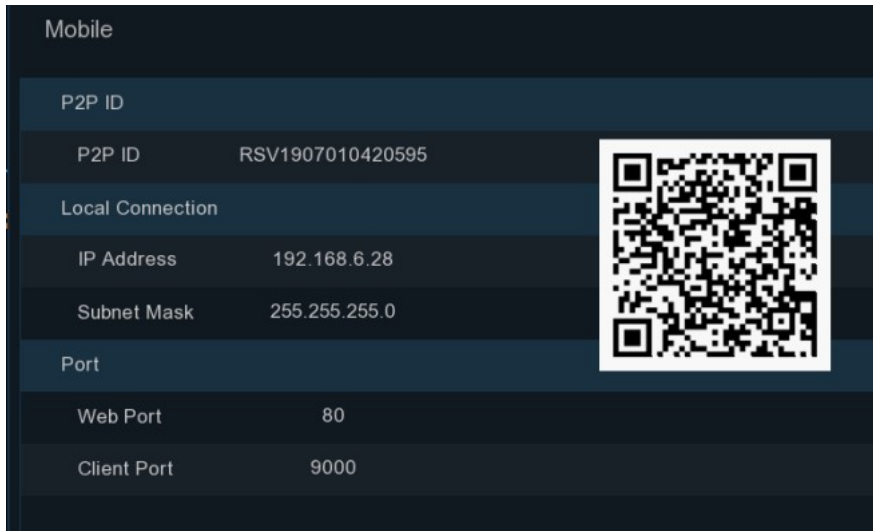 Mobile
P2P ID
P2P ID RSV1907010420595
Local Connection
IP Address 192.168.6.28
Subnet Mask 255.255.255.0
Port
Web Port 80
Client Port 9000